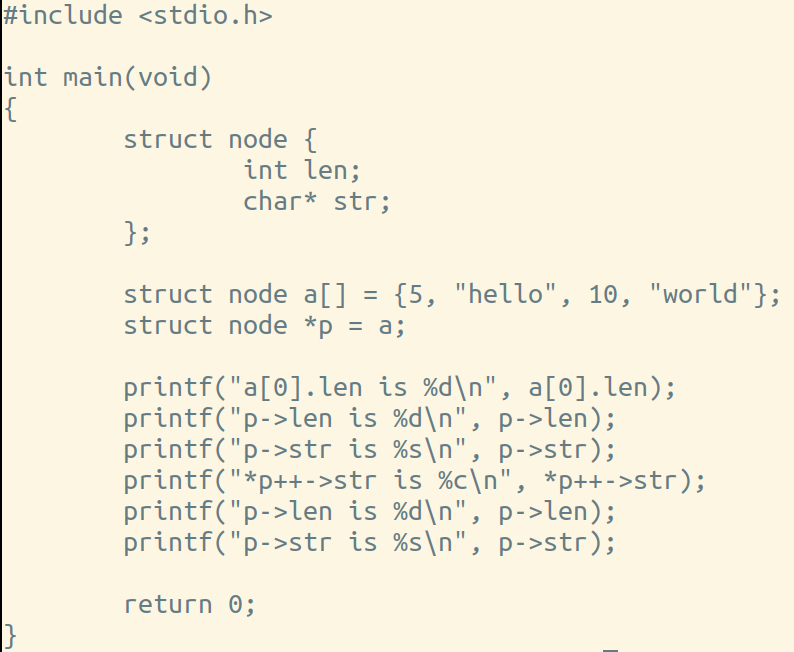 #include <stdio.h>
int main(void)
{
struct node {
int len;
char* str;
};
struct node a[] = {5, "hello", 10, "world"};
struct node *p = a;
printf("a[0].len is %d\n", a[0].len);
printf("p->len is %d\n", p->len);
printf("p->str is %s\n", p->str);
printf("*p++->str is %c\n", *p++->str);
printf("p->len is %d\n", p->len);
printf("p->str is %s\n", p->str);
return 0;
}